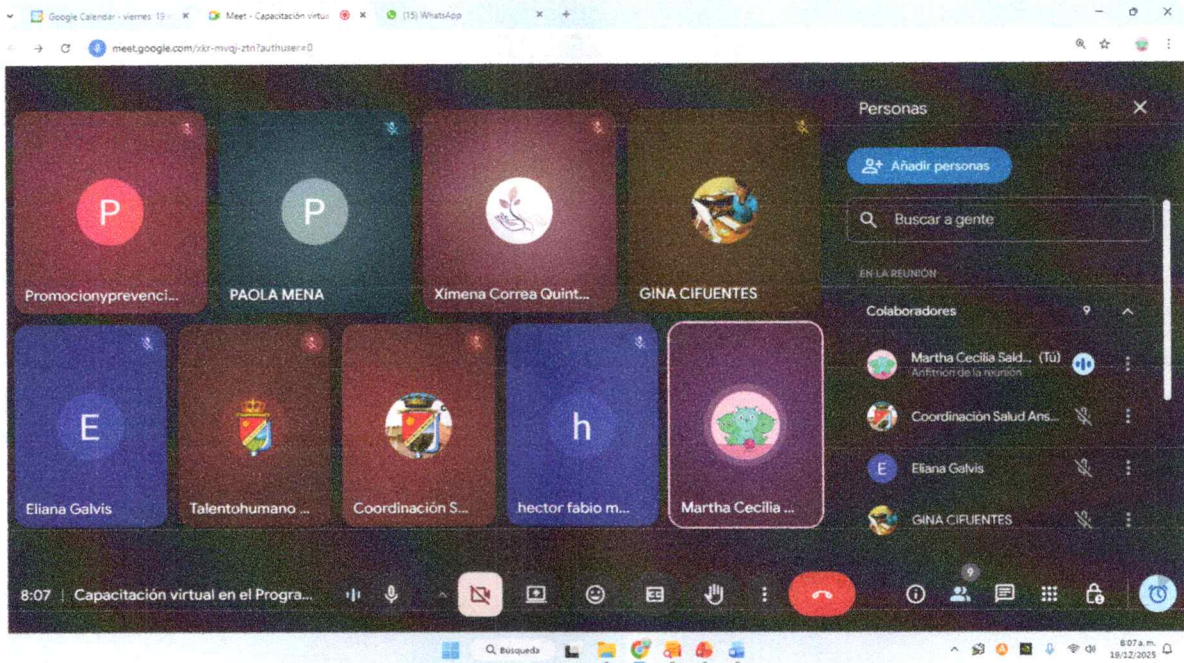 Google Calendar - viernes 19
Meet - Capacitación virtu
(15) WhatsApp
meet.google.com/xkr-mvqj-ztn?authuser=0
Personas
Añadir personas
Buscar a gente
EN LA REUNIÓN
Colaboradores 9
Martha Cecilia Sald... (Tú)
Anfitrión de la reunión
Coordinación Salud Ans...
E Eliana Galvis
GINA CIFUENTES
P
Promocionyprevenci...
P
PAOLA MENA
Ximena Correa Quint...
GINA CIFUENTES
E
Eliana Galvis
Talentohumano ...
Coordinación S...
h
hector fabio m...
Martha Cecilia ...
8:07 | Capacitación virtual en el Progra...
9
Búsqueda
8:07 a.m.
19/12/2025